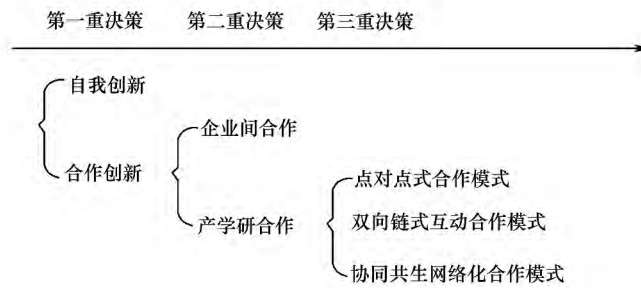 第一重决策 第二重决策 第三重决策
自我创新
企业间合作
合作创新
点对点式合作模式
产学研合作
双向链式互动合作模式
协同共生网络化合作模式